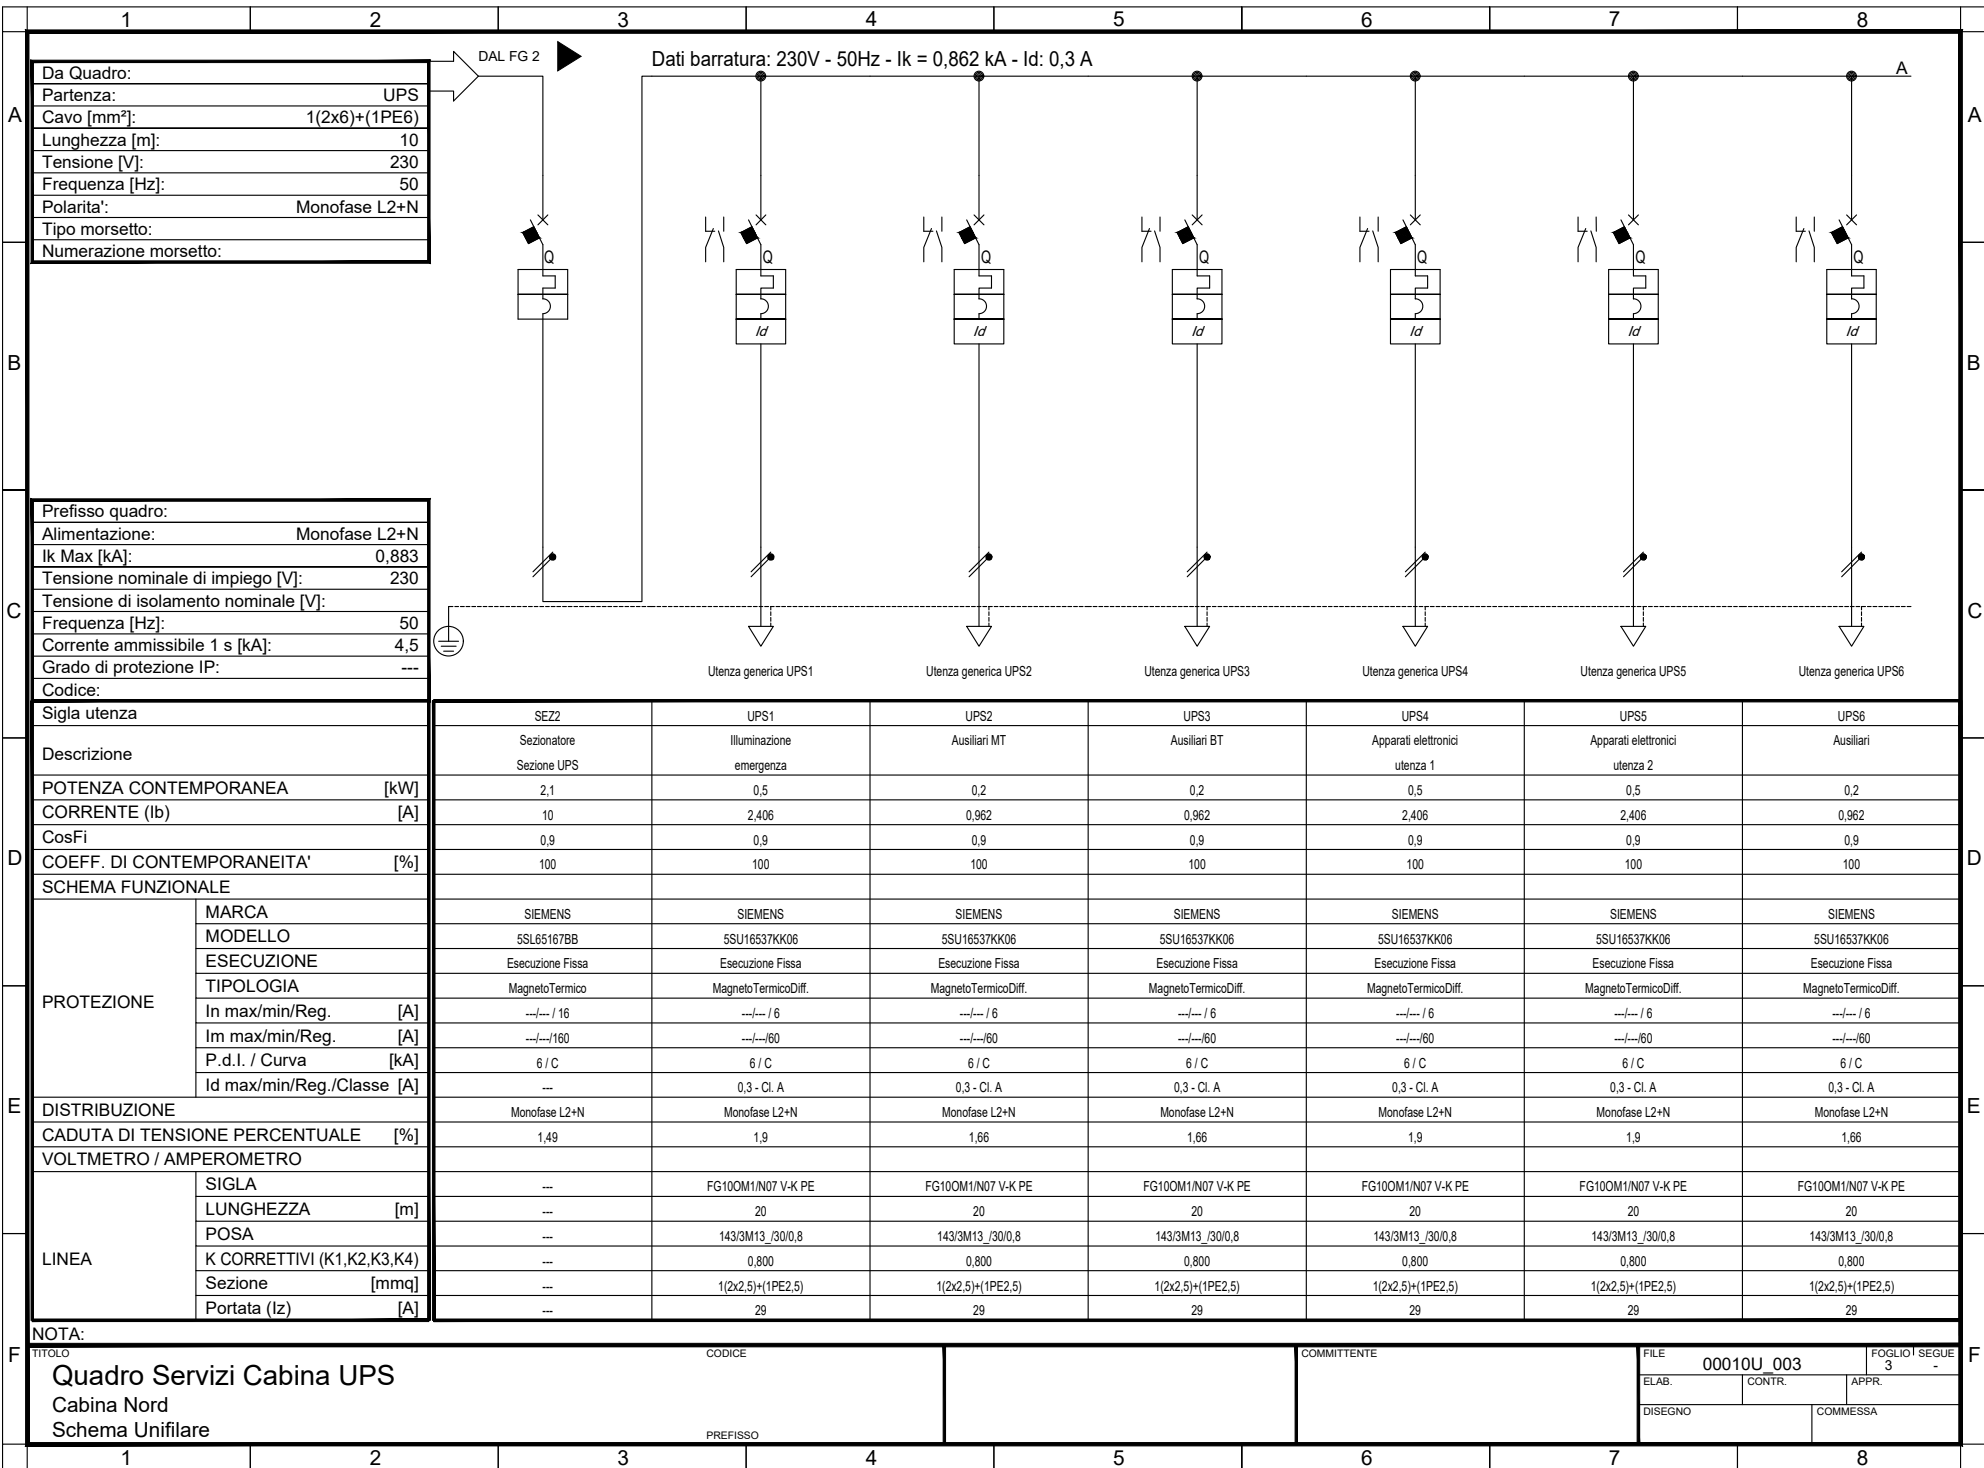 1 2 3 4 5 6 7 8
DAL FG 2
Dati barratura: 230V - 50Hz - Ik = 0,862 kA - Id: 0,3 A
A
A A
Da Quadro:
Partenza: UPS
Cavo [mm²]: 1(2x6)+(1PE6)
Lunghezza [m]: 10
Tensione [V]: 230
Frequenza [Hz]: 50
Polarita': Monofase L2+N
Tipo morsetto:
Numerazione morsetto:
Q Q Q Q Q Q Q
Id Id Id Id Id Id
B B
Prefisso quadro:
Alimentazione: Monofase L2+N
Ik Max [kA]: 0,883
Tensione nominale di impiego [V]: 230
Tensione di isolamento nominale [V]:
Frequenza [Hz]: 50
Corrente ammissibile 1 s [kA]: 4,5
Grado di protezione IP: ---
Codice:
C C
Utenza generica UPS1 Utenza generica UPS2 Utenza generica UPS3 Utenza generica UPS4 Utenza generica UPS5 Utenza generica UPS6
Sigla utenza SEZ2 UPS1 UPS2 UPS3 UPS4 UPS5 UPS6
Descrizione Sezionatore Illuminazione Ausiliari MT Ausiliari BT Apparati elettronici Apparati elettronici Ausiliari
Sezione UPS emergenza utenza 1 utenza 2
POTENZA CONTEMPORANEA [kW] 2,1 0,5 0,2 0,2 0,5 0,5 0,2
CORRENTE (Ib) [A] 10 2,406 0,962 0,962 2,406 2,406 0,962
CosFi 0,9 0,9 0,9 0,9 0,9 0,9 0,9
D COEFF. DI CONTEMPORANEITA' [%] 100 100 100 100 100 100 100 D
SCHEMA FUNZIONALE
PROTEZIONE
MARCA SIEMENS SIEMENS SIEMENS SIEMENS SIEMENS SIEMENS SIEMENS
MODELLO 5SL65167BB 5SU16537KK06 5SU16537KK06 5SU16537KK06 5SU16537KK06 5SU16537KK06 5SU16537KK06
ESECUZIONE Esecuzione Fissa Esecuzione Fissa Esecuzione Fissa Esecuzione Fissa Esecuzione Fissa Esecuzione Fissa Esecuzione Fissa
TIPOLOGIA MagnetoTermico MagnetoTermicoDiff. MagnetoTermicoDiff. MagnetoTermicoDiff. MagnetoTermicoDiff. MagnetoTermicoDiff. MagnetoTermicoDiff.
In max/min/Reg. [A] ---/--- / 16 ---/--- / 6 ---/--- / 6 ---/--- / 6 ---/--- / 6 ---/--- / 6 ---/--- / 6
Im max/min/Reg. [A] ---/---/160 ---/---/60 ---/---/60 ---/---/60 ---/---/60 ---/---/60 ---/---/60
P.d.I. / Curva [kA] 6 / C 6 / C 6 / C 6 / C 6 / C 6 / C 6 / C
Id max/min/Reg./Classe [A] --- 0,3 - Cl. A 0,3 - Cl. A 0,3 - Cl. A 0,3 - Cl. A 0,3 - Cl. A 0,3 - Cl. A
E DISTRIBUZIONE Monofase L2+N Monofase L2+N Monofase L2+N Monofase L2+N Monofase L2+N Monofase L2+N Monofase L2+N E
CADUTA DI TENSIONE PERCENTUALE [%] 1,49 1,9 1,66 1,66 1,9 1,9 1,66
VOLTMETRO / AMPEROMETRO
LINEA
SIGLA --- FG10OM1/N07 V-K PE FG10OM1/N07 V-K PE FG10OM1/N07 V-K PE FG10OM1/N07 V-K PE FG10OM1/N07 V-K PE FG10OM1/N07 V-K PE
LUNGHEZZA [m] --- 20 20 20 20 20 20
POSA --- 143/3M13_/30/0,8 143/3M13_/30/0,8 143/3M13_/30/0,8 143/3M13_/30/0,8 143/3M13_/30/0,8 143/3M13_/30/0,8
K CORRETTIVI (K1,K2,K3,K4) --- 0,800 0,800 0,800 0,800 0,800 0,800
Sezione [mmq] --- 1(2x2,5)+(1PE2,5) 1(2x2,5)+(1PE2,5) 1(2x2,5)+(1PE2,5) 1(2x2,5)+(1PE2,5) 1(2x2,5)+(1PE2,5) 1(2x2,5)+(1PE2,5)
Portata (Iz) [A] --- 29 29 29 29 29 29
NOTA:
F F
TITOLO
Quadro Servizi Cabina UPS
Cabina Nord
Schema Unifilare
CODICE
PREFISSO
COMMITTENTE
FILE 00010U_003 FOGLIO 3 SEGUE -
ELAB. CONTR. APPR.
DISEGNO COMMESSA
1 2 3 4 5 6 7 8